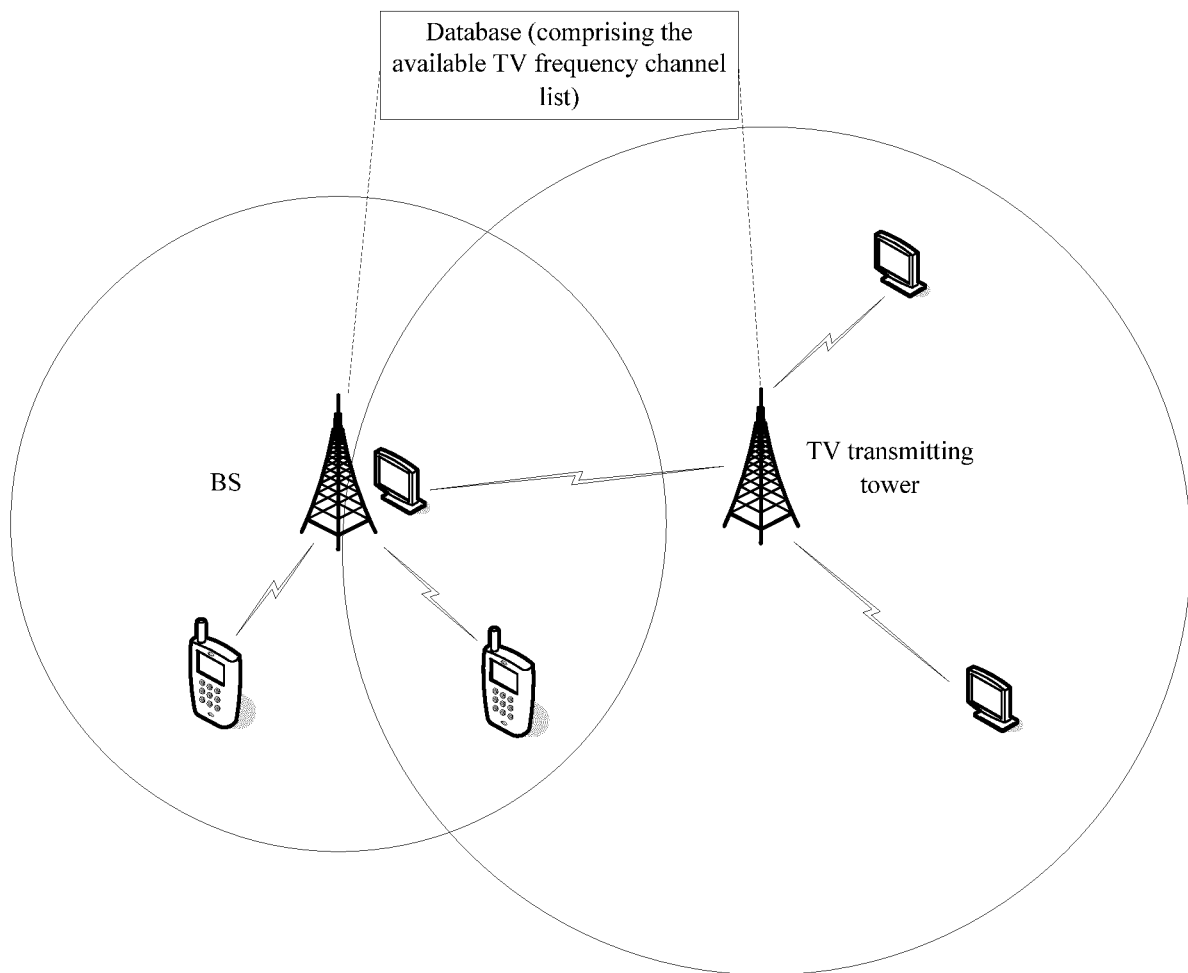 Database (comprising the
available TV frequency channel
list)
BS
TV transmitting
tower